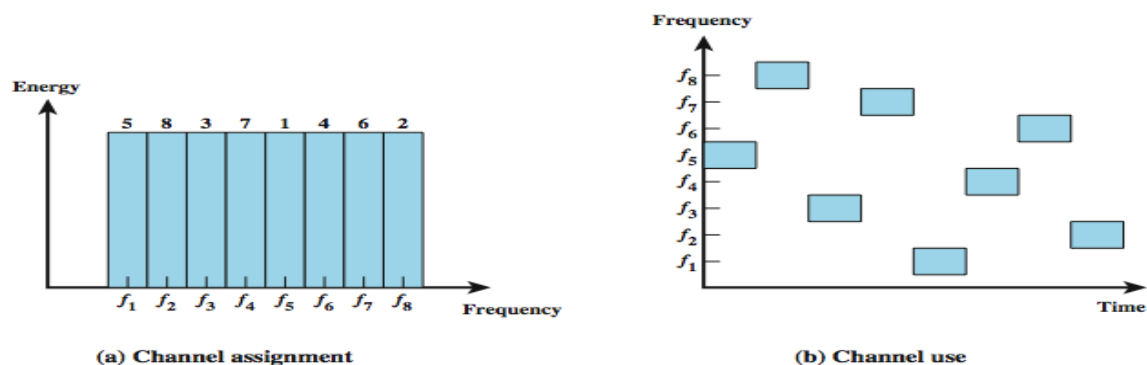 Energy
5 8 3 7 1 4 6 2
f1 f2 f3 f4 f5 f6 f7 f8
Frequency
(a) Channel assignment
Frequency
f8
f7
f6
f5
f4
f3
f2
f1
Time
(b) Channel use